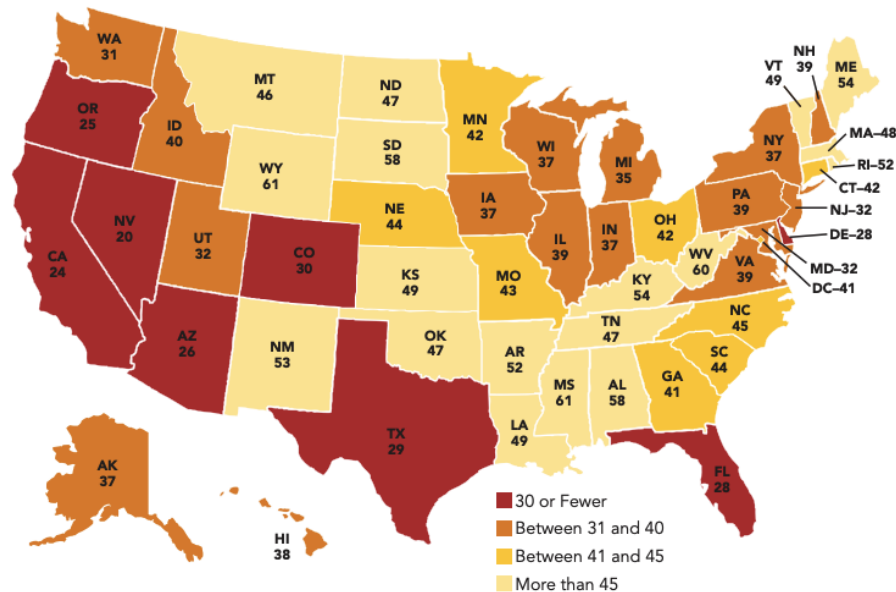 WA
31
OR
25
ID
40
MT
46
ND
47
MN
42
SD
58
WY
61
WI
37
MI
35
VT
49
NH
39
ME
54
NY
37
MA–48
RI–52
CT–42
NJ–32
DE–28
MD–32
DC–41
PA
39
NV
20
CA
24
UT
32
CO
30
NE
44
IA
37
IL
39
IN
37
OH
42
WV
60
VA
39
KS
49
MO
43
KY
54
NC
45
TN
47
SC
44
AZ
26
NM
53
OK
47
AR
52
MS
61
AL
58
GA
41
LA
49
TX
29
FL
28
AK
37
HI
38
30 or Fewer
Between 31 and 40
Between 41 and 45
More than 45